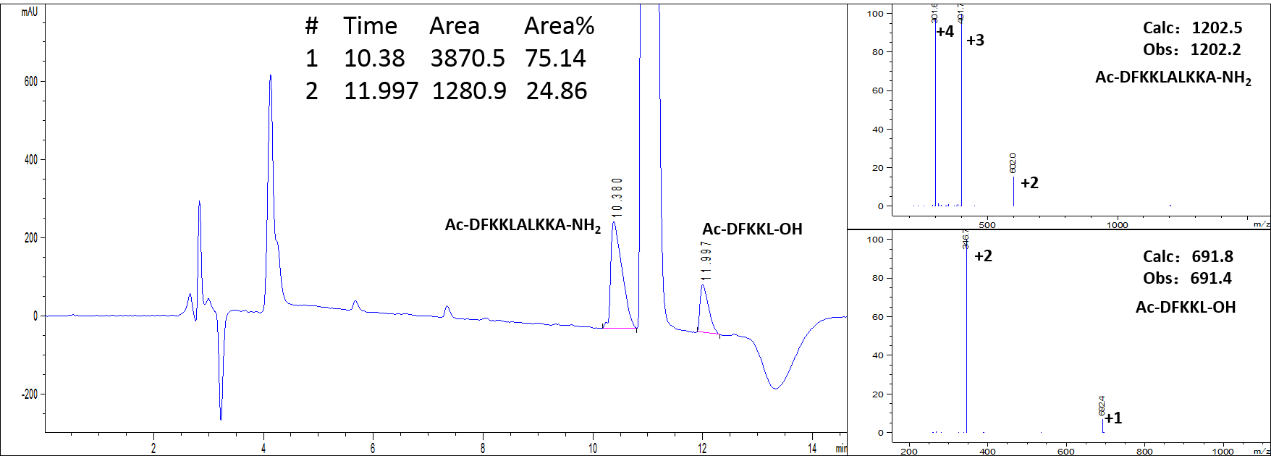 mAU
# Time Area Area%
1 10.38 3870.5 75.14
2 11.997 1280.9 24.86
600
400
200
0
-200
Ac-DFKKLALKKA-NH2
10.380
Ac-DFKKL-OH
11.997
2 4 6 8 10 12 14 min
100
80
60
40
20
0
+4
+3
602.0
+2
Calc: 1202.5
Obs: 1202.2
Ac-DFKKLALKKA-NH2
500 1000 m/z
100
80
60
40
20
0
+2
692.4
+1
Calc: 691.8
Obs: 691.4
Ac-DFKKL-OH
200 400 600 800 1000 m/z